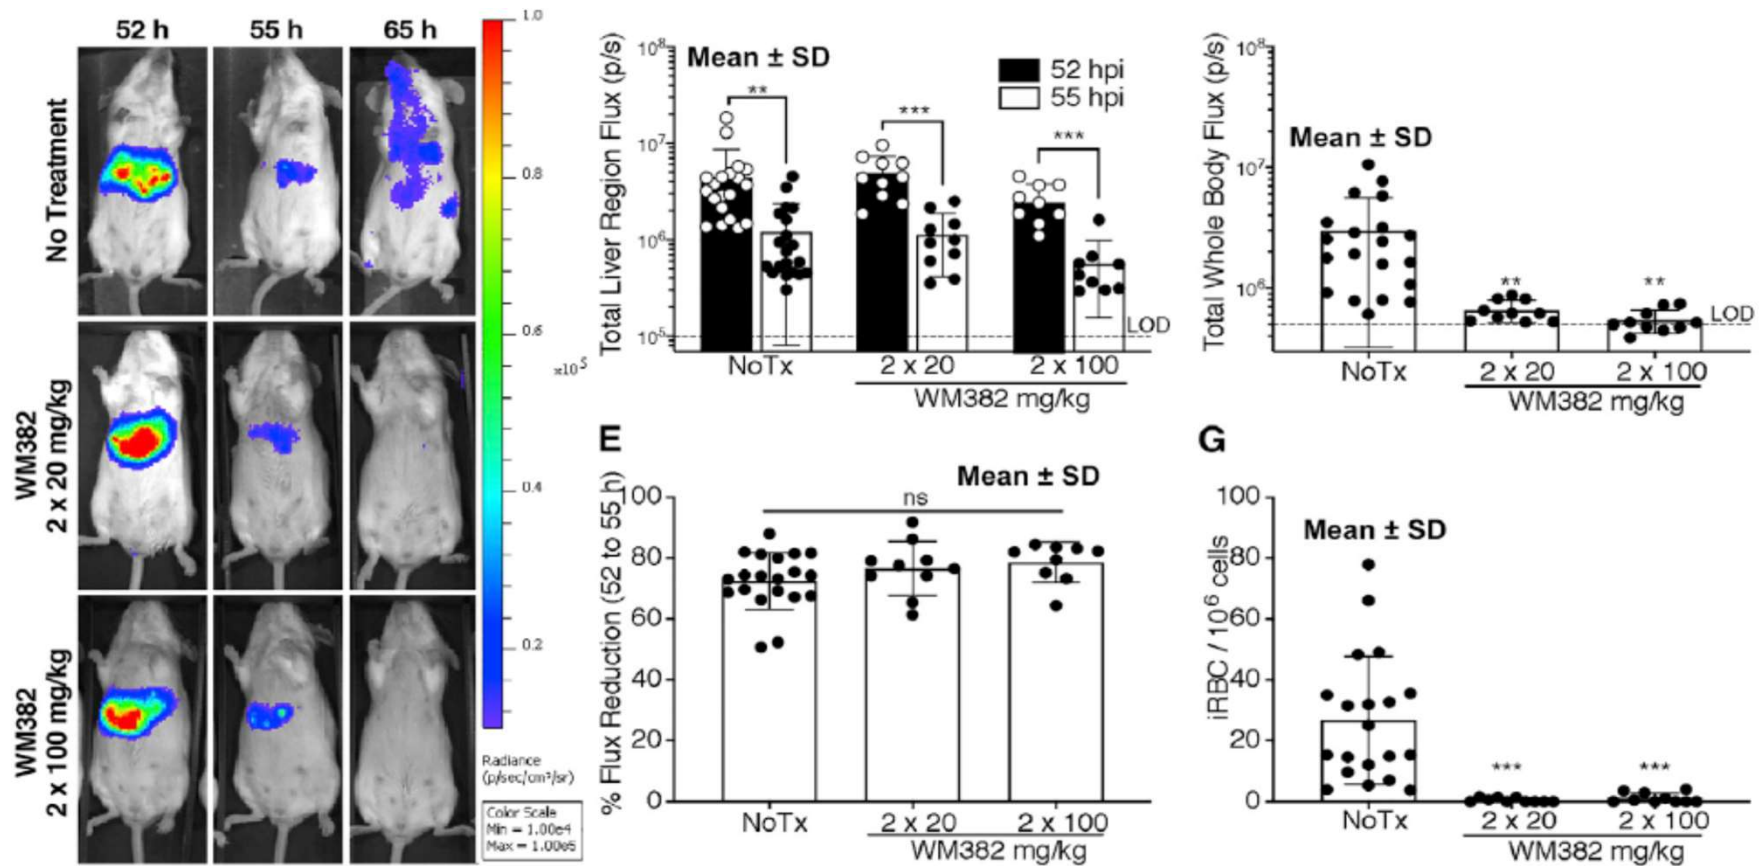 52 h 55 h 65 h
No Treatment
WM382
2 x 20 mg/kg
WM382
2 x 100 mg/kg
1.0
0.8
0.6
x10⁵
0.4
0.2
Radiance
(p/sec/cm²/sr)
Color Scale
Min = 1.00e4
Max = 1.00e5
Total Liver Region Flux (p/s)
10⁸
10⁷
10⁶
10⁵
Mean ± SD
52 hpi
55 hpi
** *** ***
LOD
NoTx 2 x 20 2 x 100
WM382 mg/kg
Total Whole Body Flux (p/s)
10⁸
10⁷
10⁶
Mean ± SD
** **
LOD
NoTx 2 x 20 2 x 100
WM382 mg/kg
E
% Flux Reduction (52 to 55 h)
Mean ± SD
ns
100
80
60
40
20
0
NoTx 2 x 20 2 x 100
WM382 mg/kg
G
iRBC / 10⁶ cells
Mean ± SD
100
80
60
40
20
0
*** ***
NoTx 2 x 20 2 x 100
WM382 mg/kg